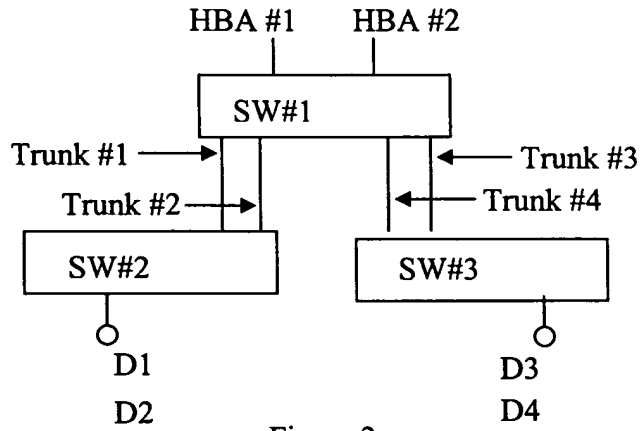 HBA #1 HBA #2
SW#1
Trunk #1 Trunk #3
Trunk #2 Trunk #4
SW#2 SW#3
D1 D3
D2 D4